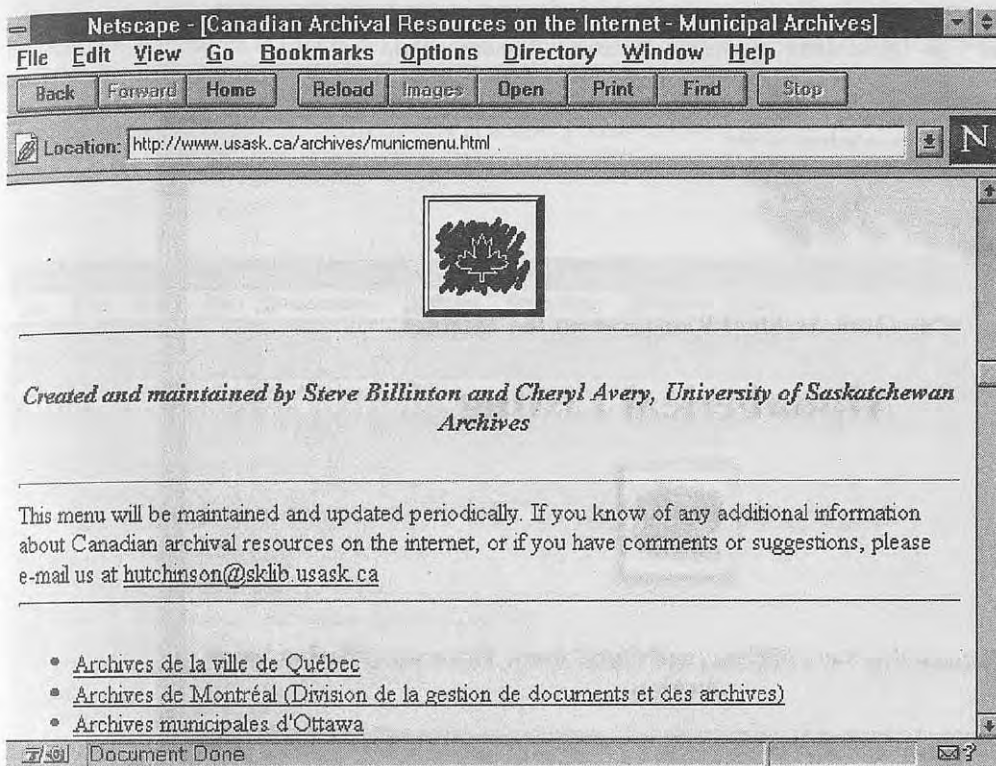 Netscape - [Canadian Archival Resources on the Internet - Municipal Archives]
File Edit View Go Bookmarks Options Directory Window Help
Back Forward Home Reload Images Open Print Find Stop
Location: http://www.usask.ca/archives/municmenu.html
N
Created and maintained by Steve Billinton and Cheryl Avery, University of Saskatchewan
Archives
This menu will be maintained and updated periodically. If you know of any additional information
about Canadian archival resources on the internet, or if you have comments or suggestions, please
e-mail us at hutchinson@sklib.usask.ca
Archives de la ville de Québec
Archives de Montréal (Division de la gestion de documents et des archives)
Archives municipales d'Ottawa
Document Done
?